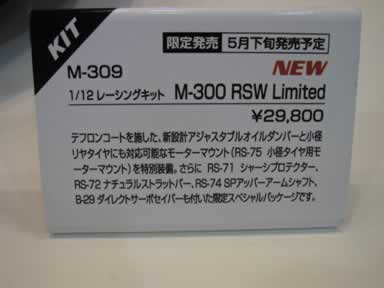 KIT
限定発売 5月下旬発売予定
M-309 NEW
1/12 レーシングキット M-300 RSW Limited
¥29,800
テフロンコートを施した、新設計アジャスタブルオイルダンパーと小径
リヤタイヤにも対応可能なモーターマウント(RS-75 小径タイヤ用モ
ーターマウント)を特別装備。さらに RS-71 シャーシプロテクター、
RS-72 ナチュラルストラットバー、RS-74 SPアッパーアームシャフト、
B-29 ダイレクトサーボセイバーも付いた限定スペシャルパッケージです。